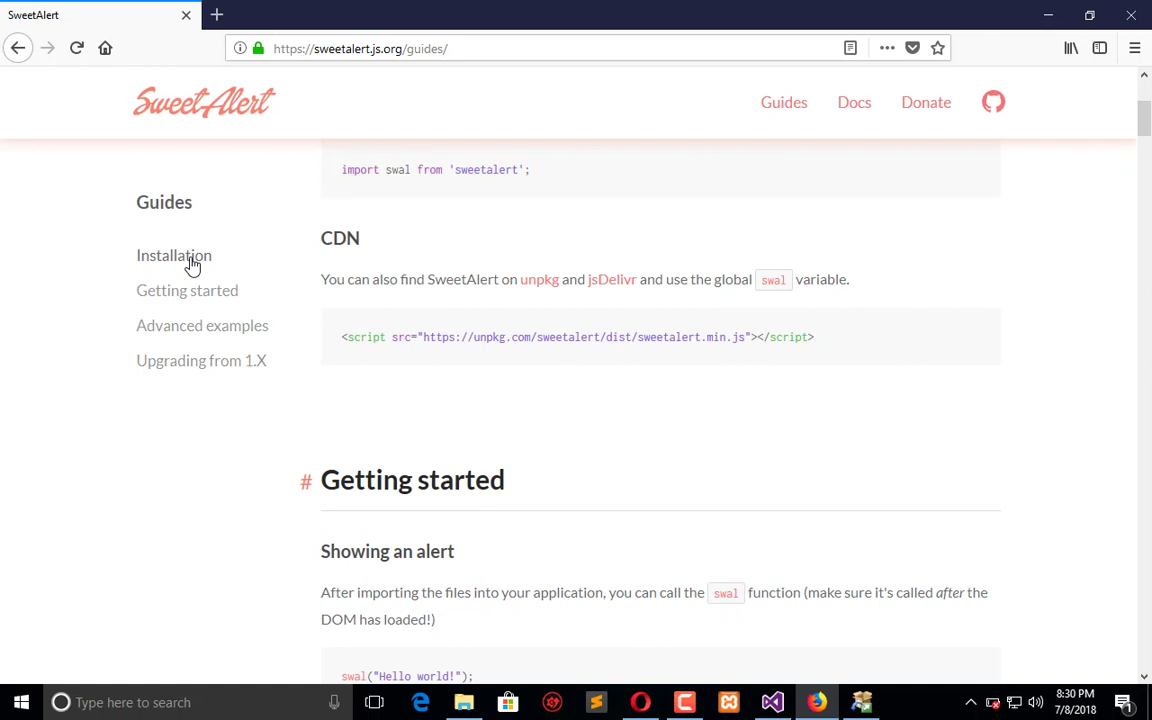 SweetAlert
https://sweetalert.js.org/guides/
SweetAlert
Guides
Docs
Donate
import swal from 'sweetalert';
Guides
Installation
Getting started
Advanced examples
Upgrading from 1.X
CDN
You can also find SweetAlert on unpkg and jsDelivr and use the global swal variable.
<script src="https://unpkg.com/sweetalert/dist/sweetalert.min.js"></script>
# Getting started
Showing an alert
After importing the files into your application, you can call the swal function (make sure it's called after the
DOM has loaded!)
swal("Hello world!");
Type here to search
8:30 PM
7/8/2018
1